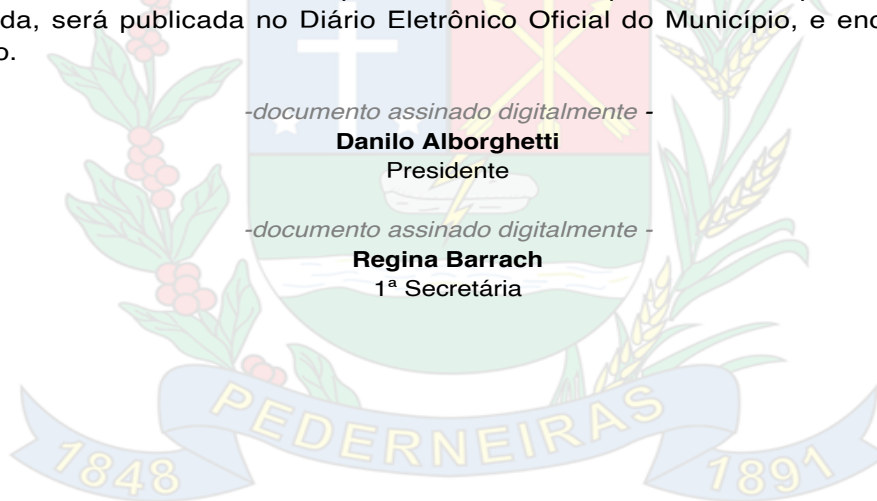 da, será publicada no Diário Eletrônico Oficial do Município, e enc
o.
-documento assinado digitalmente -
Danilo Alborghetti
Presidente
-documento assinado digitalmente -
Regina Barrach
1ª Secretária
PEDERNEIRAS
1848
1891